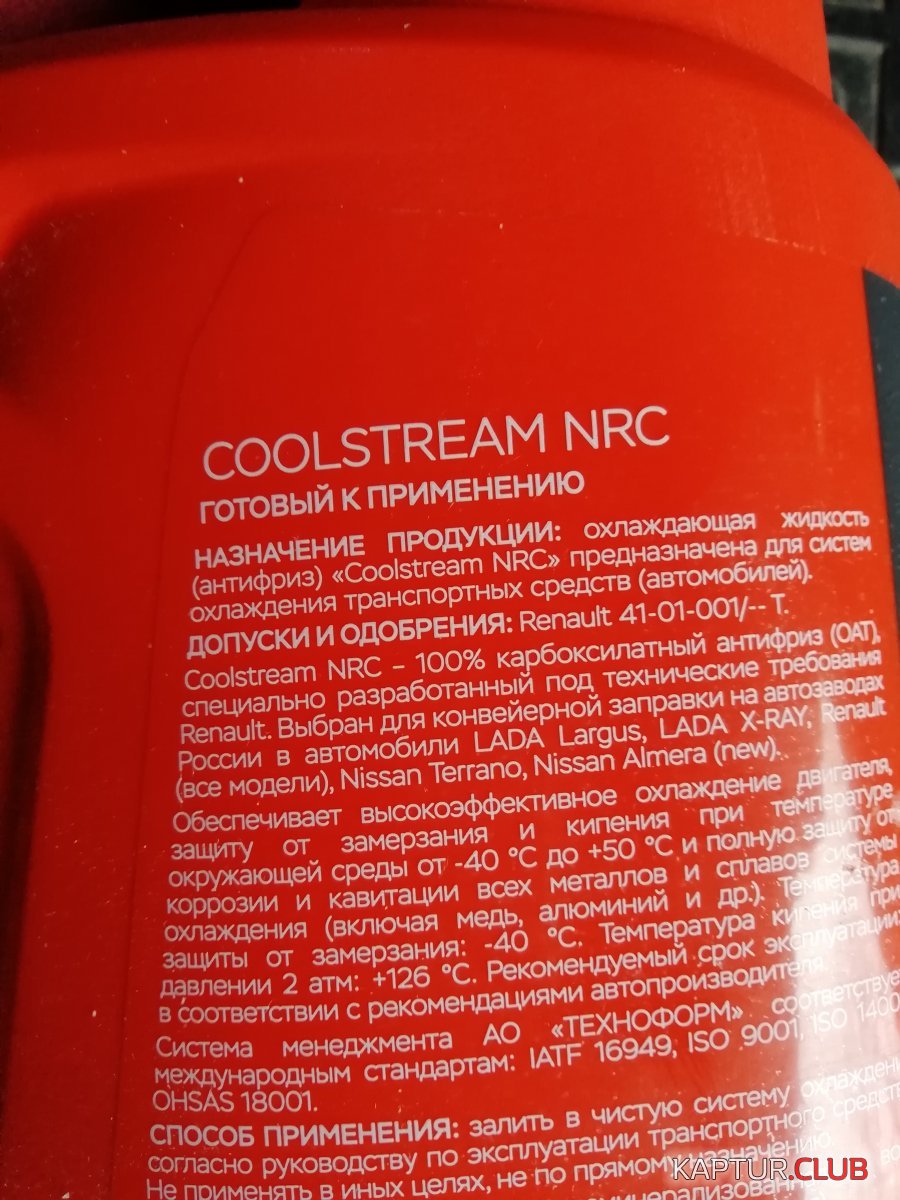 COOLSTREAM NRC
ГОТОВЫЙ К ПРИМЕНЕНИЮ
НАЗНАЧЕНИЕ ПРОДУКЦИИ: охлаждающая жидкость
(антифриз) «Coolstream NRC» предназначена для систем
охлаждения транспортных средств (автомобилей).
ДОПУСКИ И ОДОБРЕНИЯ: Renault 41-01-001/-- T.
Coolstream NRC – 100% карбоксилатный антифриз (OAT),
специально разработанный под технические требования
Renault. Выбран для конвейерной заправки на автозаводах
России в автомобили LADA Largus, LADA X-RAY, Renault
(все модели), Nissan Terrano, Nissan Almera (new).
Обеспечивает высокоэффективное охлаждение двигателя,
защиту от замерзания и кипения при температуре
окружающей среды от -40 °C до +50 °C и полную защиту от
коррозии и кавитации всех металлов и сплавов системы
охлаждения (включая медь, алюминий и др.). Температура
защиты от замерзания: -40 °C. Температура кипения при
давлении 2 атм: +126 °C. Рекомендуемый срок эксплуатации:
в соответствии с рекомендациями автопроизводителя.
Система менеджмента АО «ТЕХНОФОРМ» соответствуе
международным стандартам: IATF 16949, ISO 9001, ISO 1400
OHSAS 18001.
СПОСОБ ПРИМЕНЕНИЯ: залить в чистую систему охлаждени
согласно руководству по эксплуатации транспортного средств
Не применять в иных целях, не по прямому назначению.
KAPTUR.CLUB